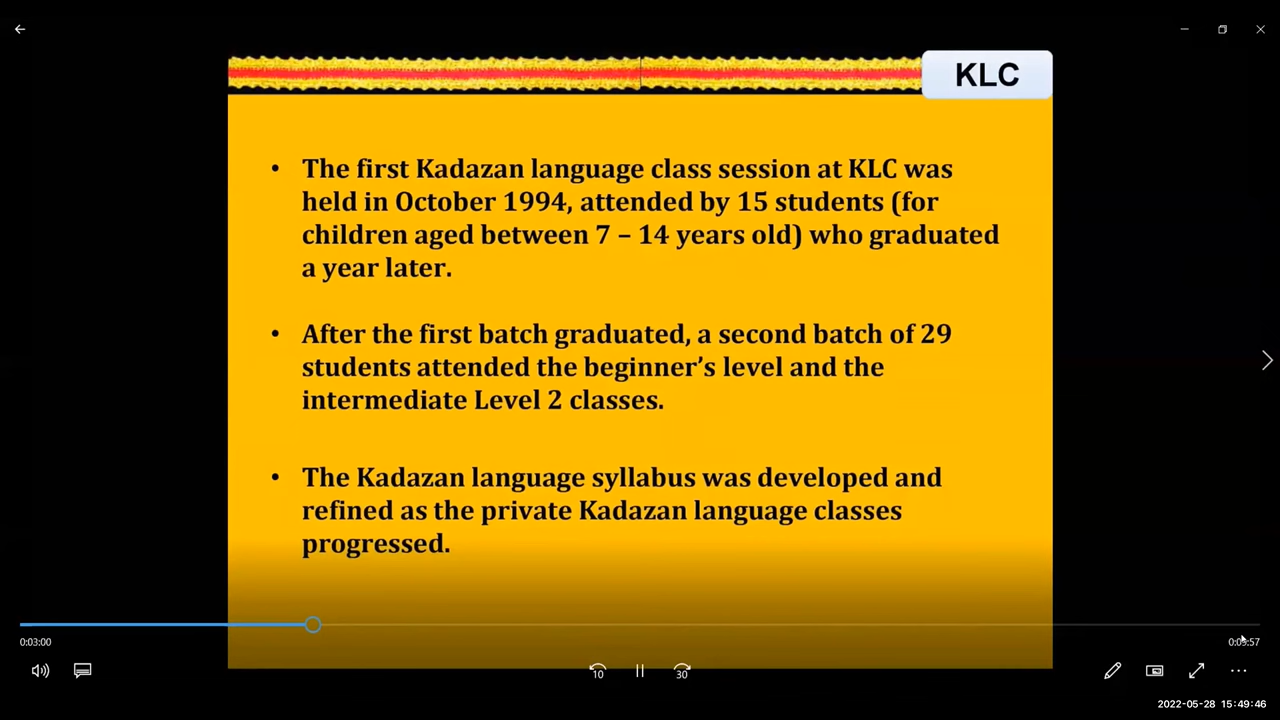 KLC
• The first Kadazan language class session at KLC was
held in October 1994, attended by 15 students (for
children aged between 7 – 14 years old) who graduated
a year later.
• After the first batch graduated, a second batch of 29
students attended the beginner’s level and the
intermediate Level 2 classes.
• The Kadazan language syllabus was developed and
refined as the private Kadazan language classes
progressed.
0:03:00
10
30
2022-05-28 15:49:46